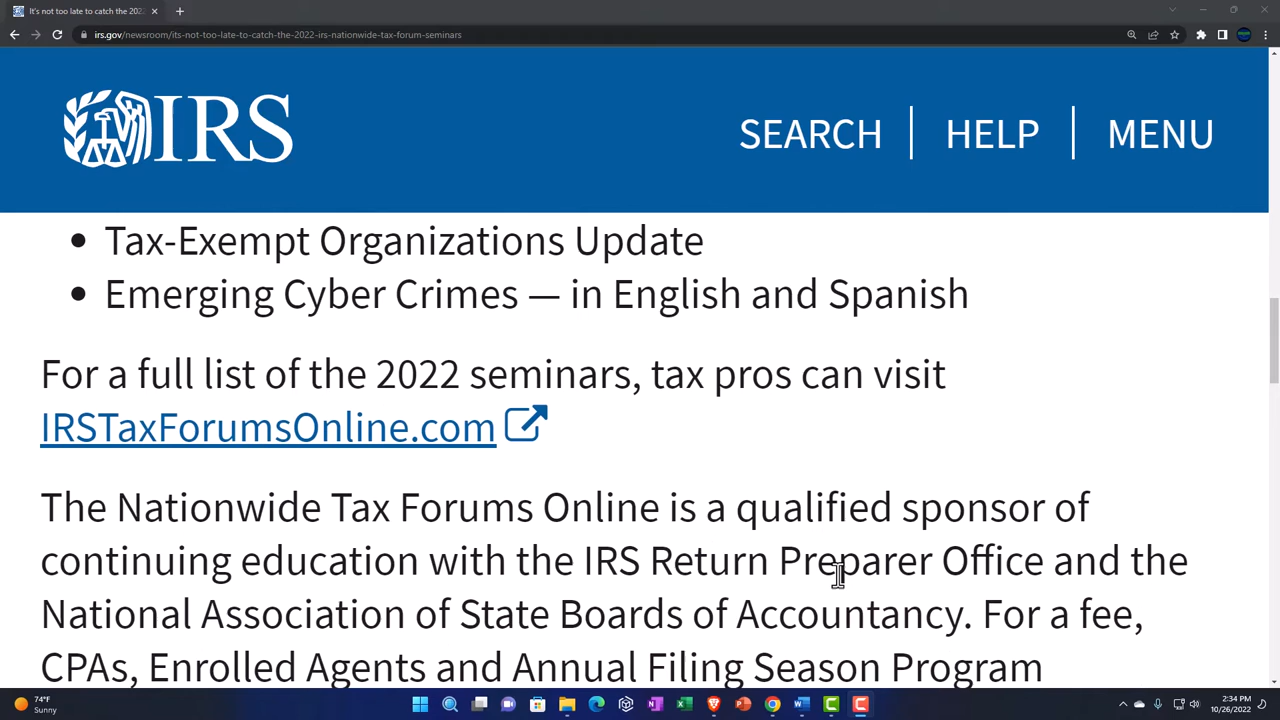 It's not too late to catch the 202
irs.gov/newsroom/its-not-too-late-to-catch-the-2022-irs-nationwide-tax-forum-seminars
IRS
SEARCH | HELP | MENU
• Tax-Exempt Organizations Update
• Emerging Cyber Crimes — in English and Spanish
For a full list of the 2022 seminars, tax pros can visit
IRSTaxForumsOnline.com
The Nationwide Tax Forums Online is a qualified sponsor of
continuing education with the IRS Return Preparer Office and the
National Association of State Boards of Accountancy. For a fee,
CPAs, Enrolled Agents and Annual Filing Season Program
74°F
Sunny
2:34 PM
10/26/2022